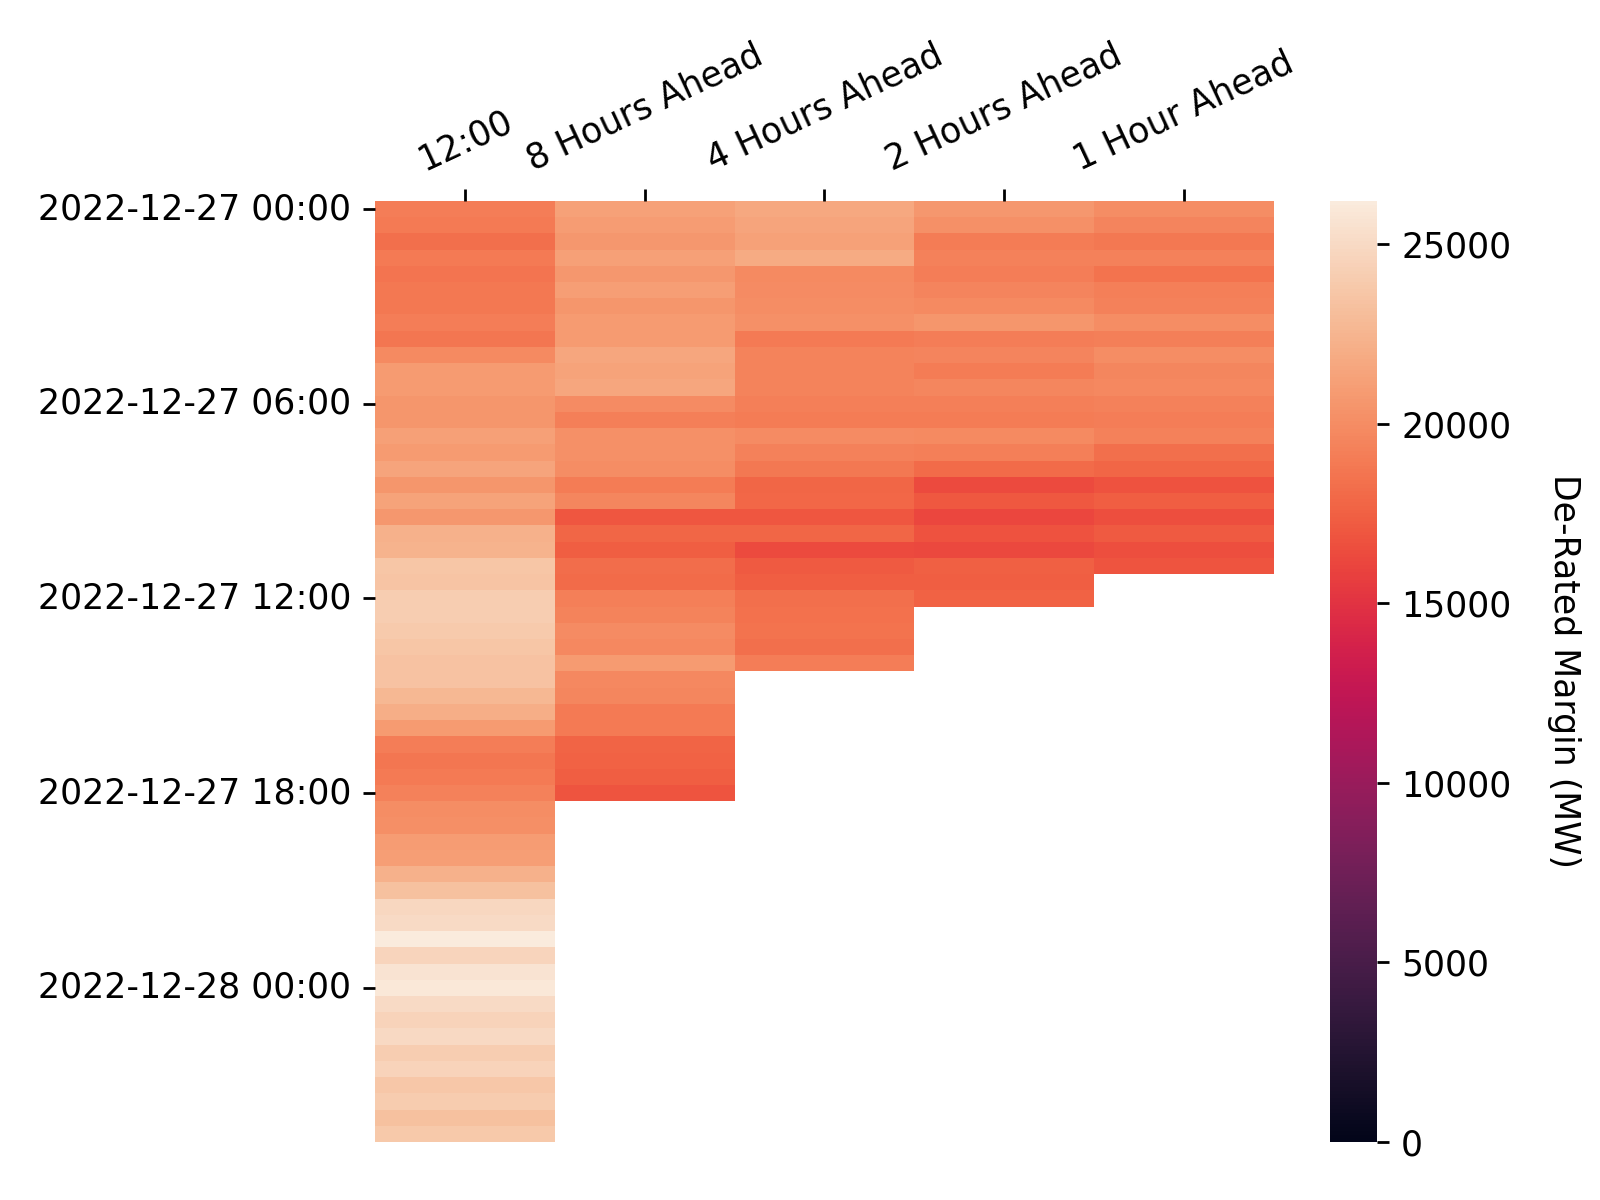 12:00
8 Hours Ahead
4 Hours Ahead
2 Hours Ahead
1 Hour Ahead
2022-12-27 00:00
2022-12-27 06:00
2022-12-27 12:00
2022-12-27 18:00
2022-12-28 00:00
25000
20000
15000
10000
5000
0
De-Rated Margin (MW)